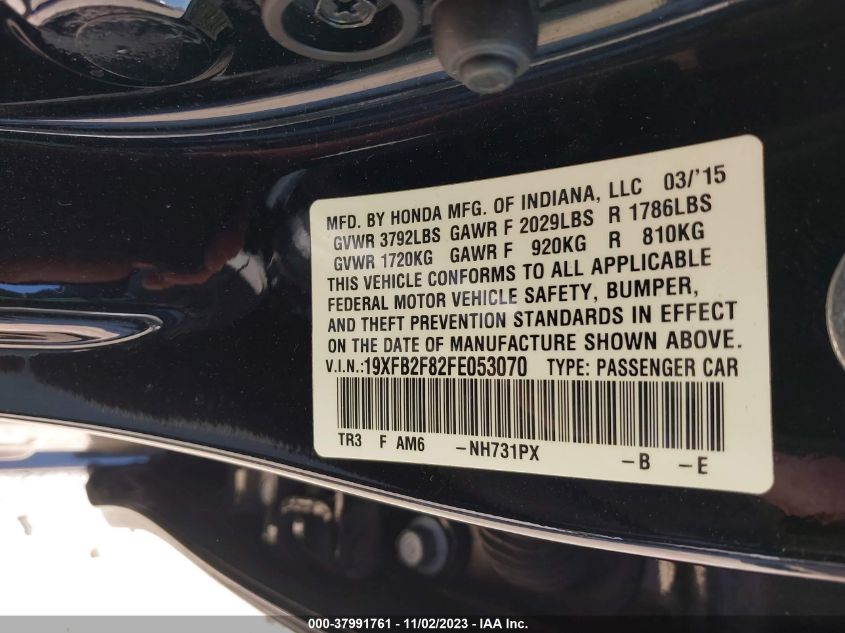 MFD. BY HONDA MFG. OF INDIANA, LLC 03/'15
GVWR 3792LBS GAWR F 2029LBS R 1786LBS
GVWR 1720KG GAWR F 920KG R 810KG
THIS VEHICLE CONFORMS TO ALL APPLICABLE
FEDERAL MOTOR VEHICLE SAFETY, BUMPER,
AND THEFT PREVENTION STANDARDS IN EFFECT
ON THE DATE OF MANUFACTURE SHOWN ABOVE.
V.I.N.:19XFB2F82FE053070 TYPE: PASSENGER CAR
TR3 F AM6 -NH731PX -B -E
000-37991761 - 11/02/2023 - IAA Inc.